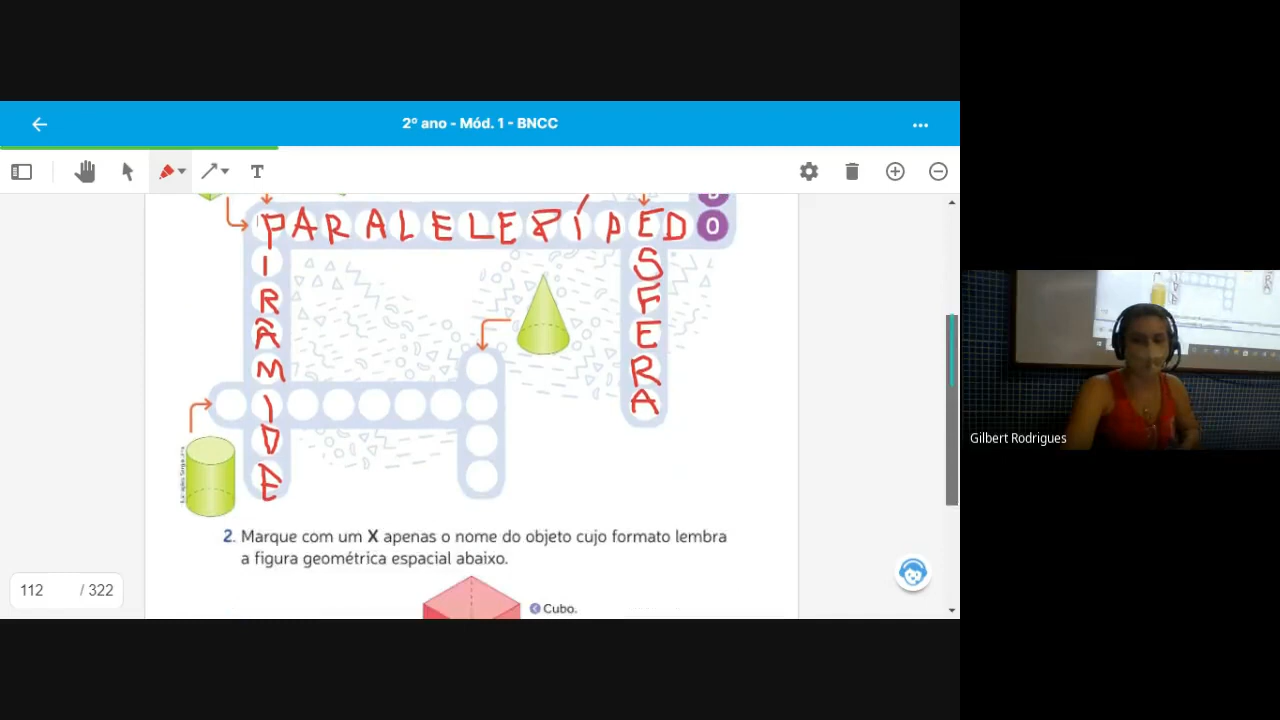 2º ano - Mód. 1 - BNCC
T
PARALELEPÍPEDO
PIRÂMIDE
ESFERA
2. Marque com um X apenas o nome do objeto cujo formato lembra
a figura geométrica espacial abaixo.
Cubo.
112 / 322
Gilbert Rodrigues